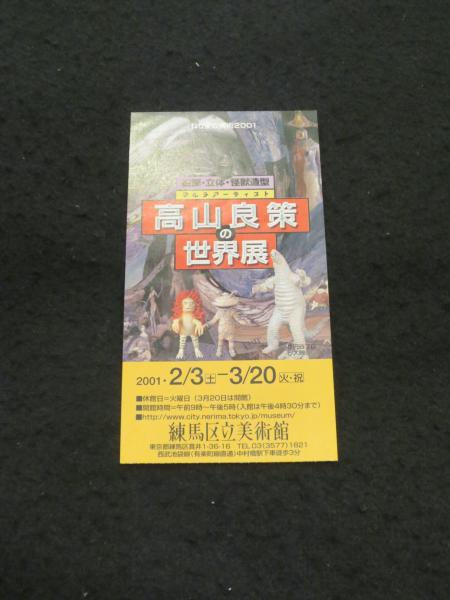 ねりまの美術2001
絵画・立体・怪獣造型
マルチアーティスト
高山良策
の
世界展
2001・2/3(土)ー3/20(火・祝)
■休館日=火曜日（3月20日は開館）
■開館時間=午前9時～午後5時（入館は午後4時30分まで）
■http://www.city.nerima.tokyo.jp/museum/
練馬区立美術館
東京都練馬区貫井1-36-16 TEL.03(3577)1821
西武池袋線（有楽町線直通）中村橋駅下車徒歩3分